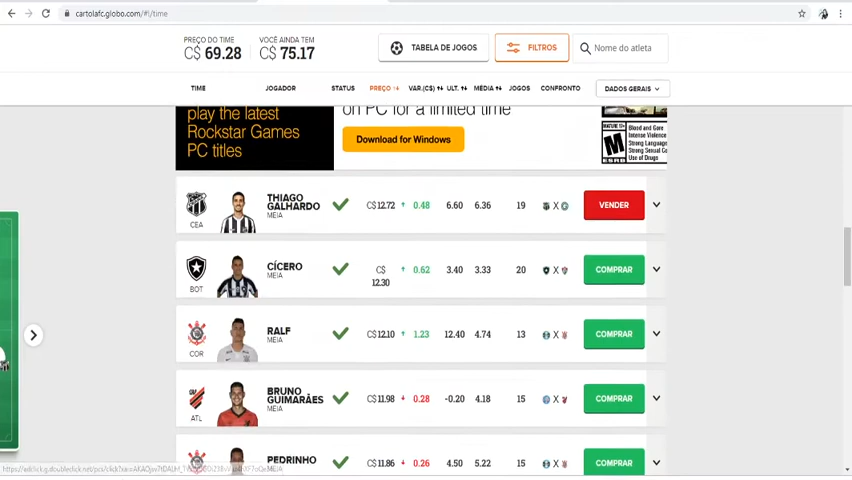 cartolafc.globo.com/#!/time
PREÇO DO TIME
C$ 69.28
VOCÊ AINDA TEM
C$ 75.17
TABELA DE JOGOS
FILTROS
Nome do atleta
TIME JOGADOR STATUS PREÇO VAR.(C$) ULT. MÉDIA JOGOS CONFRONTO DADOS GERAIS
play the latest
Rockstar Games
PC titles
on PC for a limited time
Download for Windows
MATURE 17+
M
ESRB
Blood and Gore
Intense Violence
Strong Language
Strong Sexual Co
Use of Drugs
CEA
THIAGO
GALHARDO
MEIA
C$ 12.72 0.48 6.60 6.36 19 X VENDER
BOT
CÍCERO
MEIA
C$
12.30
0.62 3.40 3.33 20 X COMPRAR
COR
RALF
MEIA
C$ 12.10 1.23 12.40 4.74 13 X COMPRAR
ATL
BRUNO
GUIMARÃES
MEIA
C$ 11.98 0.28 -0.20 4.18 15 X COMPRAR
PEDRINHO
MEIA
C$ 11.86 0.26 4.50 5.22 15 X COMPRAR